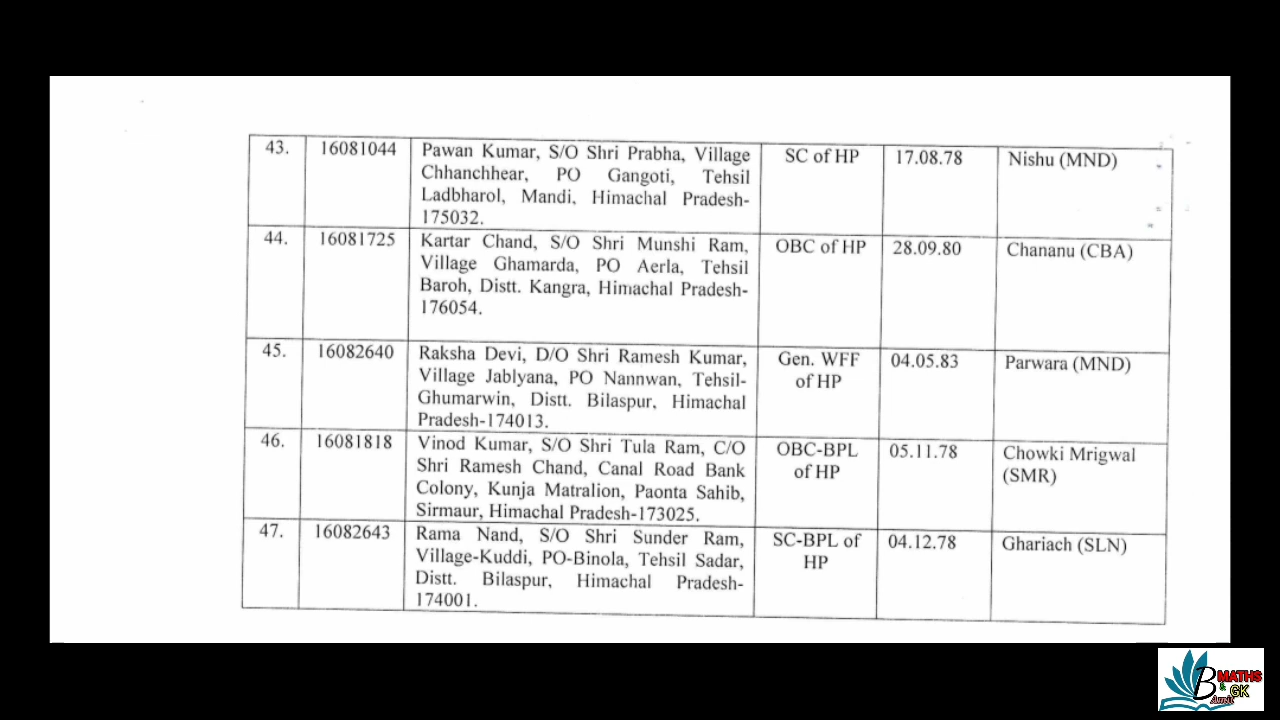 43. 16081044 Pawan Kumar, S/O Shri Prabha, Village SC of HP 17.08.78 Nishu (MND)
Chhanchhear, PO Gangoti, Tehsil
Ladbharol, Mandi, Himachal Pradesh-
175032.
44. 16081725 Kartar Chand, S/O Shri Munshi Ram, OBC of HP 28.09.80 Chananu (CBA)
Village Ghamarda, PO Aerla, Tehsil
Baroh, Distt. Kangra, Himachal Pradesh-
176054.
45. 16082640 Raksha Devi, D/O Shri Ramesh Kumar, Gen. WFF 04.05.83 Parwara (MND)
Village Jablyana, PO Nannwan, Tehsil- of HP
Ghumarwin, Distt. Bilaspur, Himachal
Pradesh-174013.
46. 16081818 Vinod Kumar, S/O Shri Tula Ram, C/O OBC-BPL 05.11.78 Chowki Mrigwal
Shri Ramesh Chand, Canal Road Bank of HP (SMR)
Colony, Kunja Matralion, Paonta Sahib,
Sirmaur, Himachal Pradesh-173025.
47. 16082643 Rama Nand, S/O Shri Sunder Ram, SC-BPL of 04.12.78 Ghariach (SLN)
Village-Kuddi, PO-Binola, Tehsil Sadar, HP
Distt. Bilaspur, Himachal Pradesh-
174001.
B MATHS
& GK
Amit